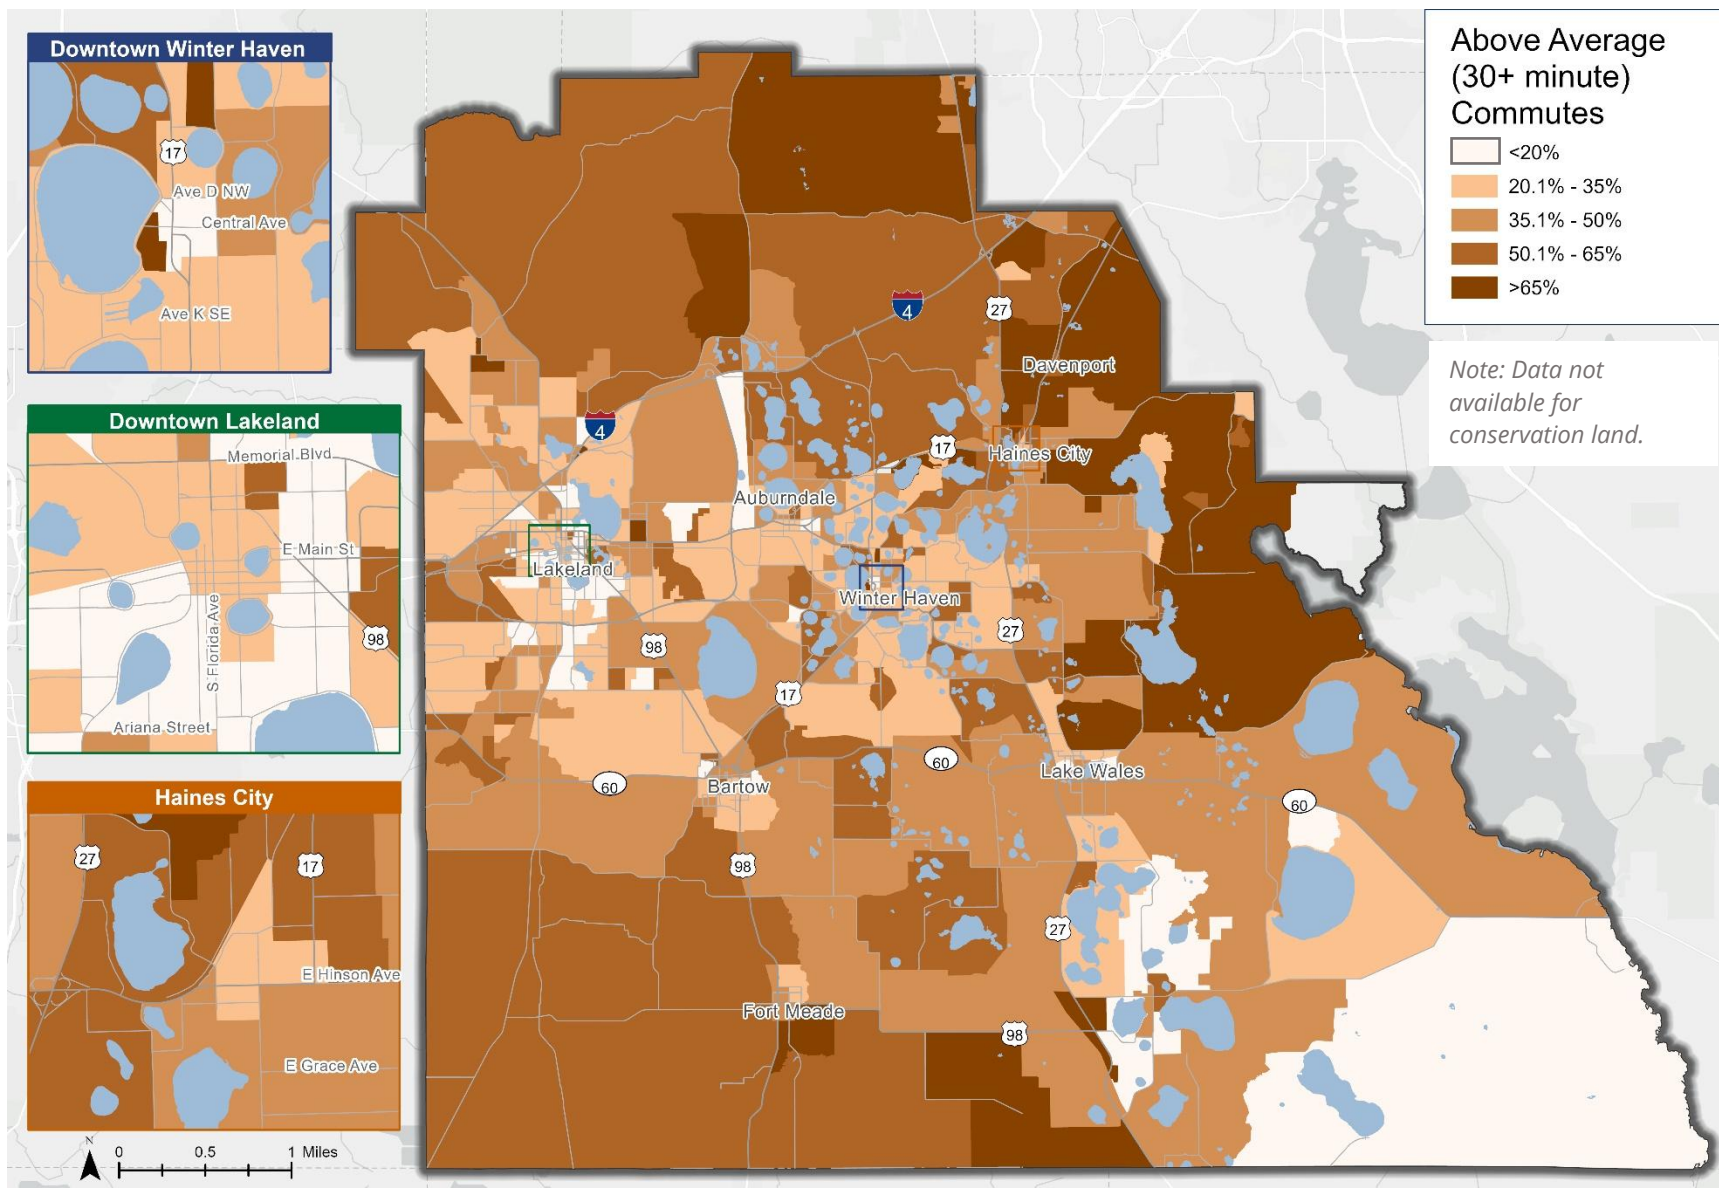 Downtown Winter Haven
17
Ave D NW
Central Ave
Ave K SE
Downtown Lakeland
Memorial Blvd
E Main St
S Florida Ave
98
Ariana Street
Haines City
27
17
E Hinson Ave
E Grace Ave
N
0 0.5 1 Miles
Above Average
(30+ minute)
Commutes
<20%
20.1% - 35%
35.1% - 50%
50.1% - 65%
>65%
Note: Data not
available for
conservation land.
4
27
Davenport
4
17
Haines City
Auburndale
Lakeland
Winter Haven
27
98
17
60
Lake Wales
60
Bartow
60
98
27
Fort Meade
98